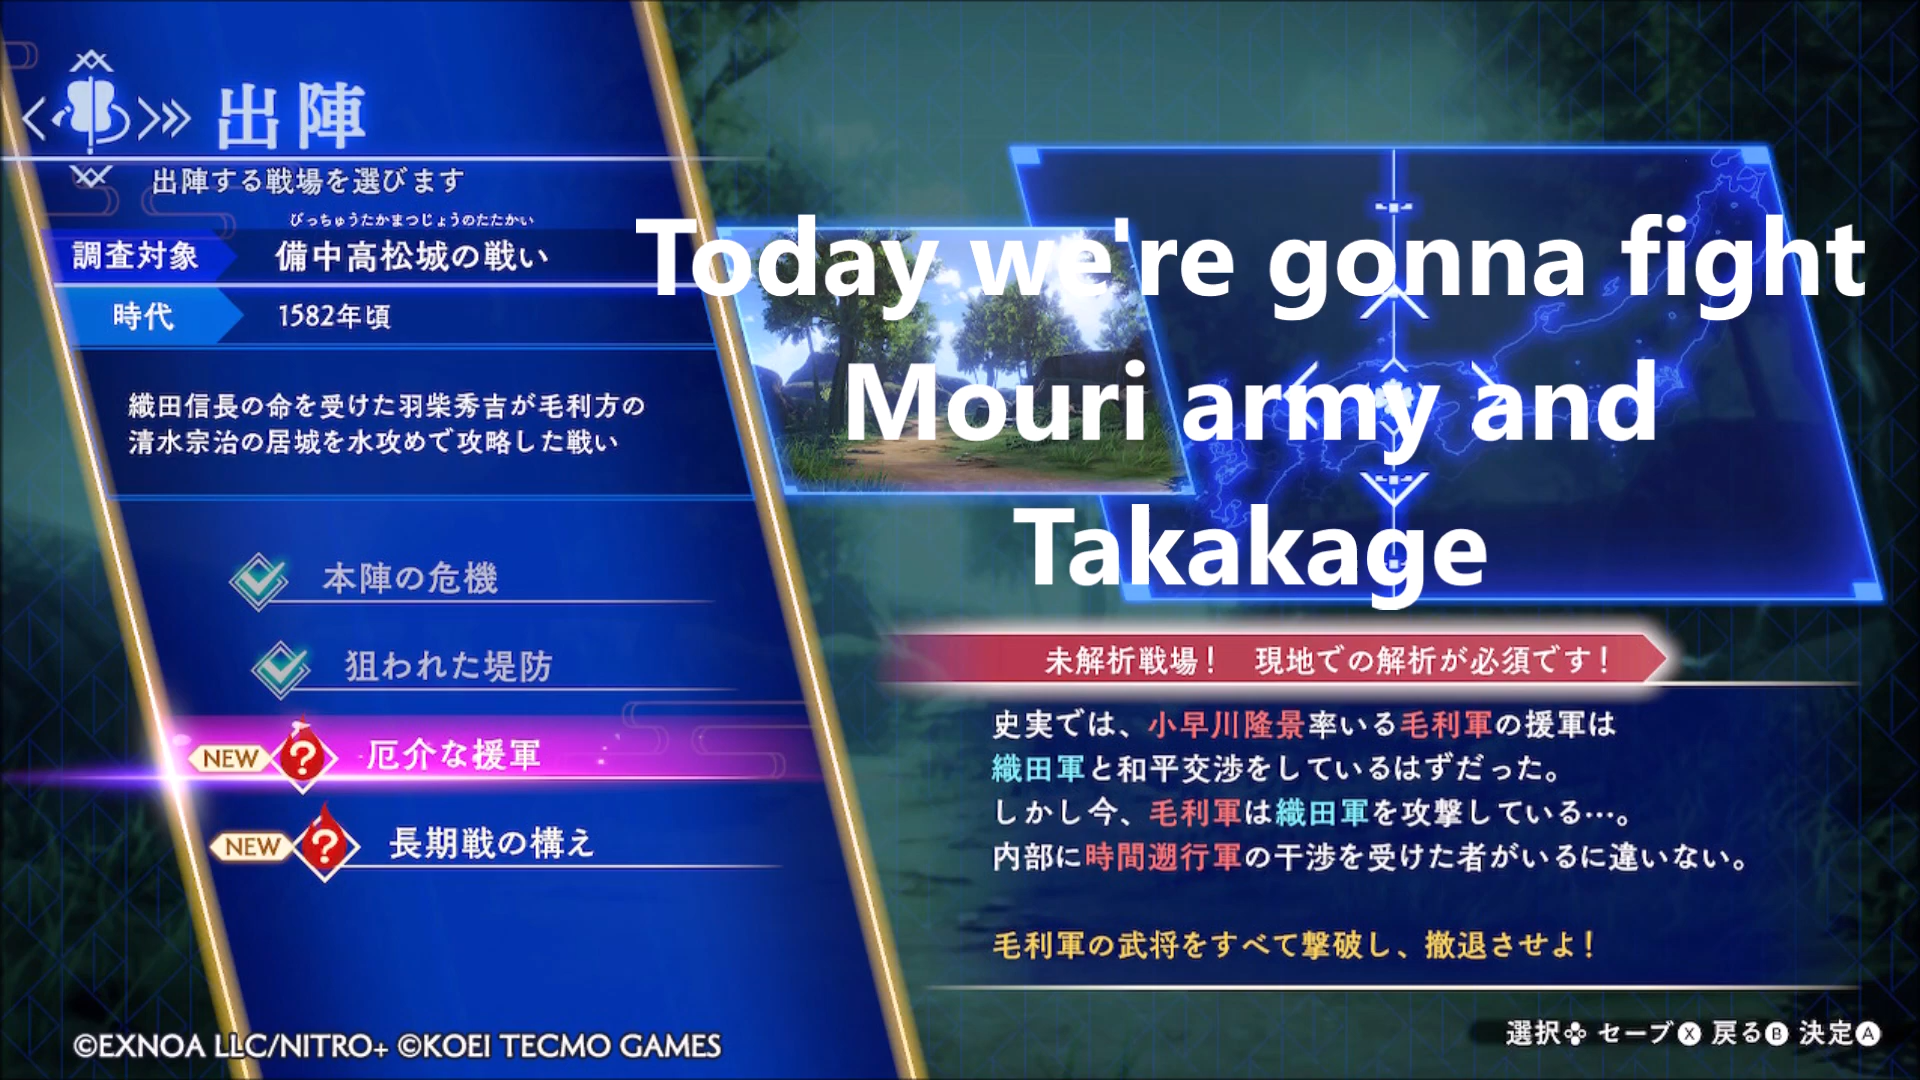 出陣
出陣する戦場を選びます
びっちゅうたかまつじょうのたたかい
調査対象 備中高松城の戦い
時代 1582年頃
織田信長の命を受けた羽柴秀吉が毛利方の
清水宗治の居城を水攻めで攻略した戦い
本陣の危機
狙われた堤防
NEW ? 厄介な援軍
NEW ? 長期戦の構え
Today we're gonna fight
Mouri army and
Takakage
未解析戦場! 現地での解析が必須です!
史実では、小早川隆景率いる毛利軍の援軍は
織田軍と和平交渉をしているはずだった。
しかし今、毛利軍は織田軍を攻撃している…。
内部に時間遡行軍の干渉を受けた者がいるに違いない。
毛利軍の武将をすべて撃破し、撤退させよ!
選択 セーブX 戻るB 決定A
©EXNOA LLC/NITRO+ ©KOEI TECMO GAMES